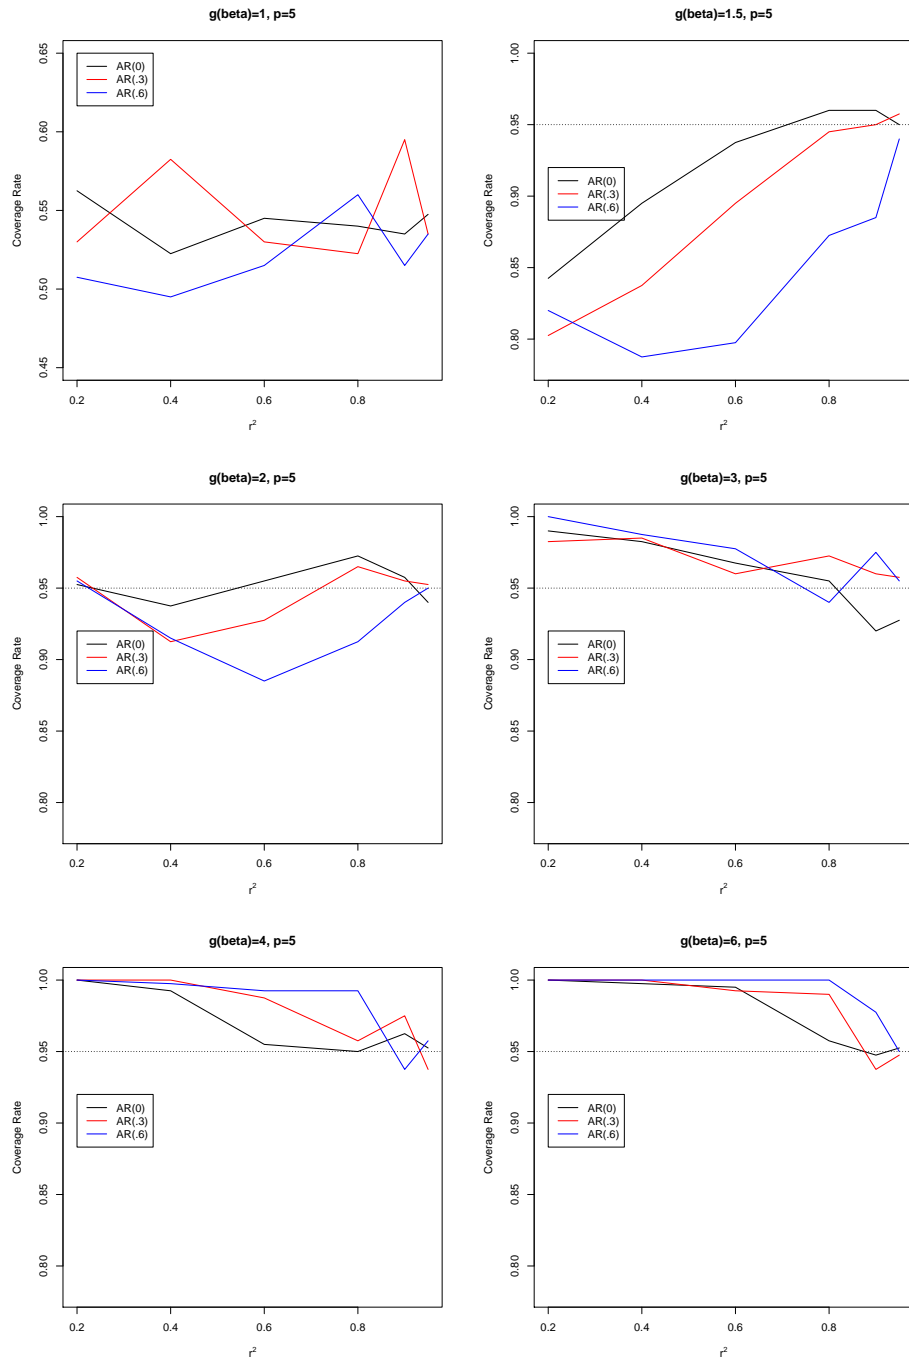 g(beta)=1, p=5
0.65
0.60
0.55
0.50
0.45
Coverage Rate
AR(0)
AR(.3)
AR(.6)
0.2 0.4 0.6 0.8
r²
g(beta)=1.5, p=5
1.00
0.95
0.90
0.85
0.80
Coverage Rate
AR(0)
AR(.3)
AR(.6)
0.2 0.4 0.6 0.8
r²
g(beta)=2, p=5
1.00
0.95
0.90
0.85
0.80
Coverage Rate
AR(0)
AR(.3)
AR(.6)
0.2 0.4 0.6 0.8
r²
g(beta)=3, p=5
1.00
0.95
0.90
0.85
0.80
Coverage Rate
AR(0)
AR(.3)
AR(.6)
0.2 0.4 0.6 0.8
r²
g(beta)=4, p=5
1.00
0.95
0.90
0.85
0.80
Coverage Rate
AR(0)
AR(.3)
AR(.6)
0.2 0.4 0.6 0.8
r²
g(beta)=6, p=5
1.00
0.95
0.90
0.85
0.80
Coverage Rate
AR(0)
AR(.3)
AR(.6)
0.2 0.4 0.6 0.8
r²